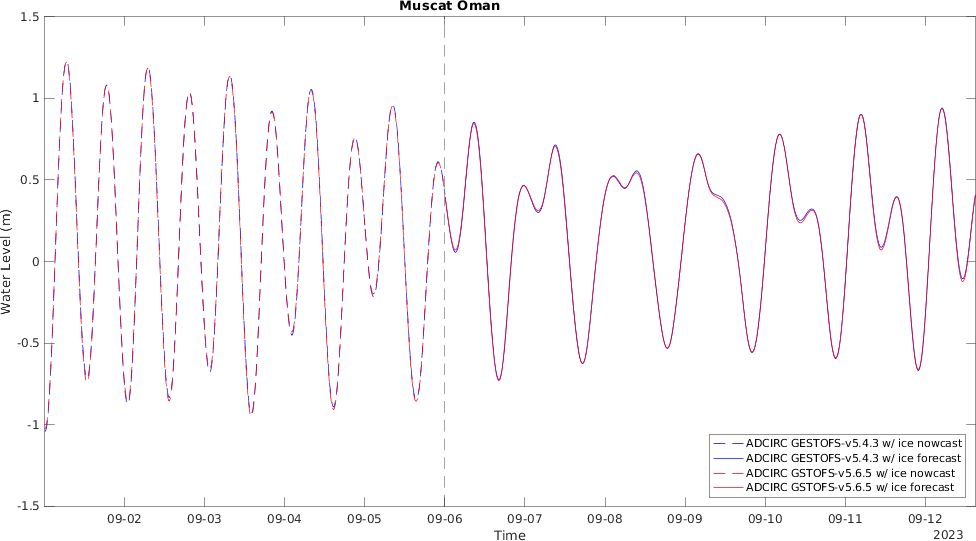 Muscat Oman
1.5
1
0.5
0
-0.5
-1
-1.5
Water Level (m)
ADCIRC GESTOFS-v5.4.3 w/ ice nowcast
ADCIRC GESTOFS-v5.4.3 w/ ice forecast
ADCIRC GSTOFS-v5.6.5 w/ ice nowcast
ADCIRC GSTOFS-v5.6.5 w/ ice forecast
09-02 09-03 09-04 09-05 09-06 09-07 09-08 09-09 09-10 09-11 09-12
Time 2023